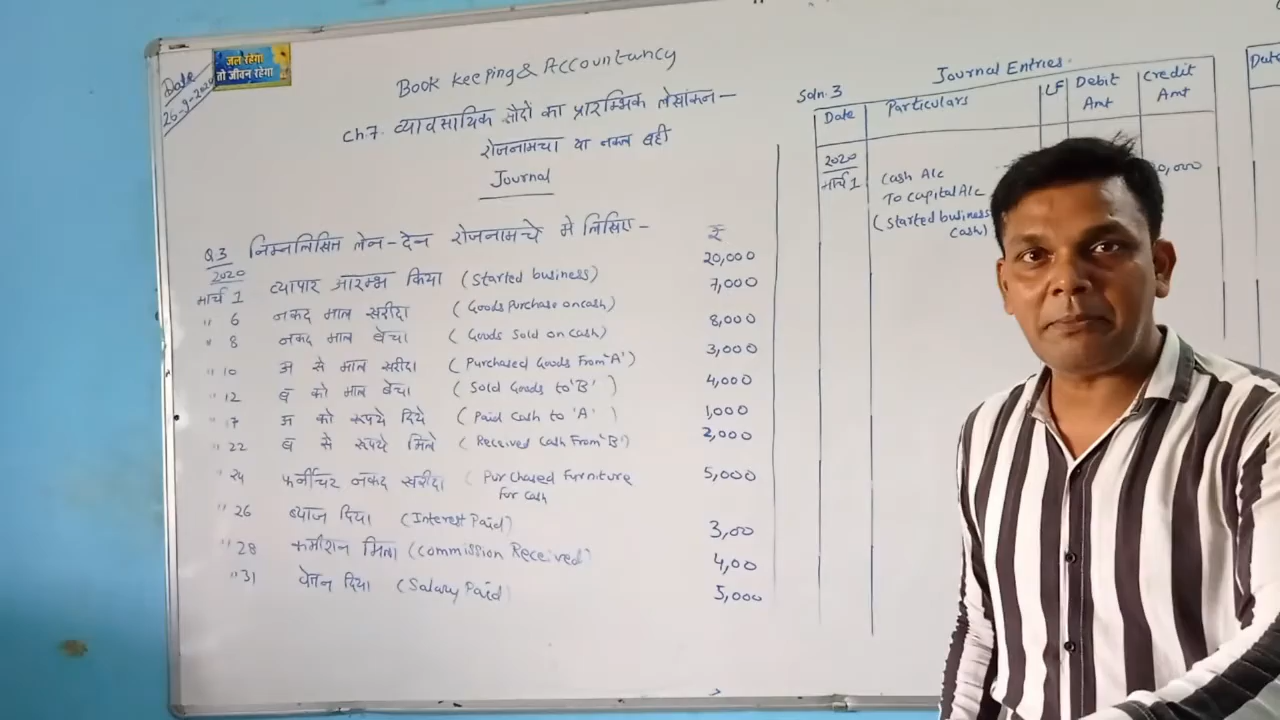 Date
26-9-2020
जल रहेगा
तो जीवन रहेगा
Book Keeping & Accountancy
Ch.7. व्यावसायिक सौदों का प्रारम्भिक लेखांकन –
रोजनामचा या नकल बही
Journal
Q3 निम्नलिखित लेन-देन रोजनामचे मे लिखिए –
₹
2020
मार्च 1 व्यापार आरम्भ किया (Started business) 20,000
" 6 नकद माल खरीदा (Goods Purchase on cash) 7,000
" 8 नकद माल बेचा (Goods Sold on Cash) 8,000
" 10 अ से माल खरीदा (Purchased Goods From 'A') 3,000
" 12 ब को माल बेचा (Sold Goods to 'B') 4,000
" 17 अ को रूपये दिये (Paid Cash to 'A') 1,000
" 22 ब से रूपये मिले (Received Cash From 'B') 2,000
" 24 फर्नीचर नकद खरीदा (Purchased Furniture 5,000
For Cash
" 26 ब्याज दिया (Interest Paid) 3,00
" 28 कमीशन मिला (Commission Received) 4,00
" 31 वेतन दिया (Salary Paid) 5,000
Soln. 3
Journal Entries.
Date Particulars LF Debit Amt Credit Amt
2020
मार्च 1 Cash A/c
To Capital A/c
(Started business
Cash)
Date